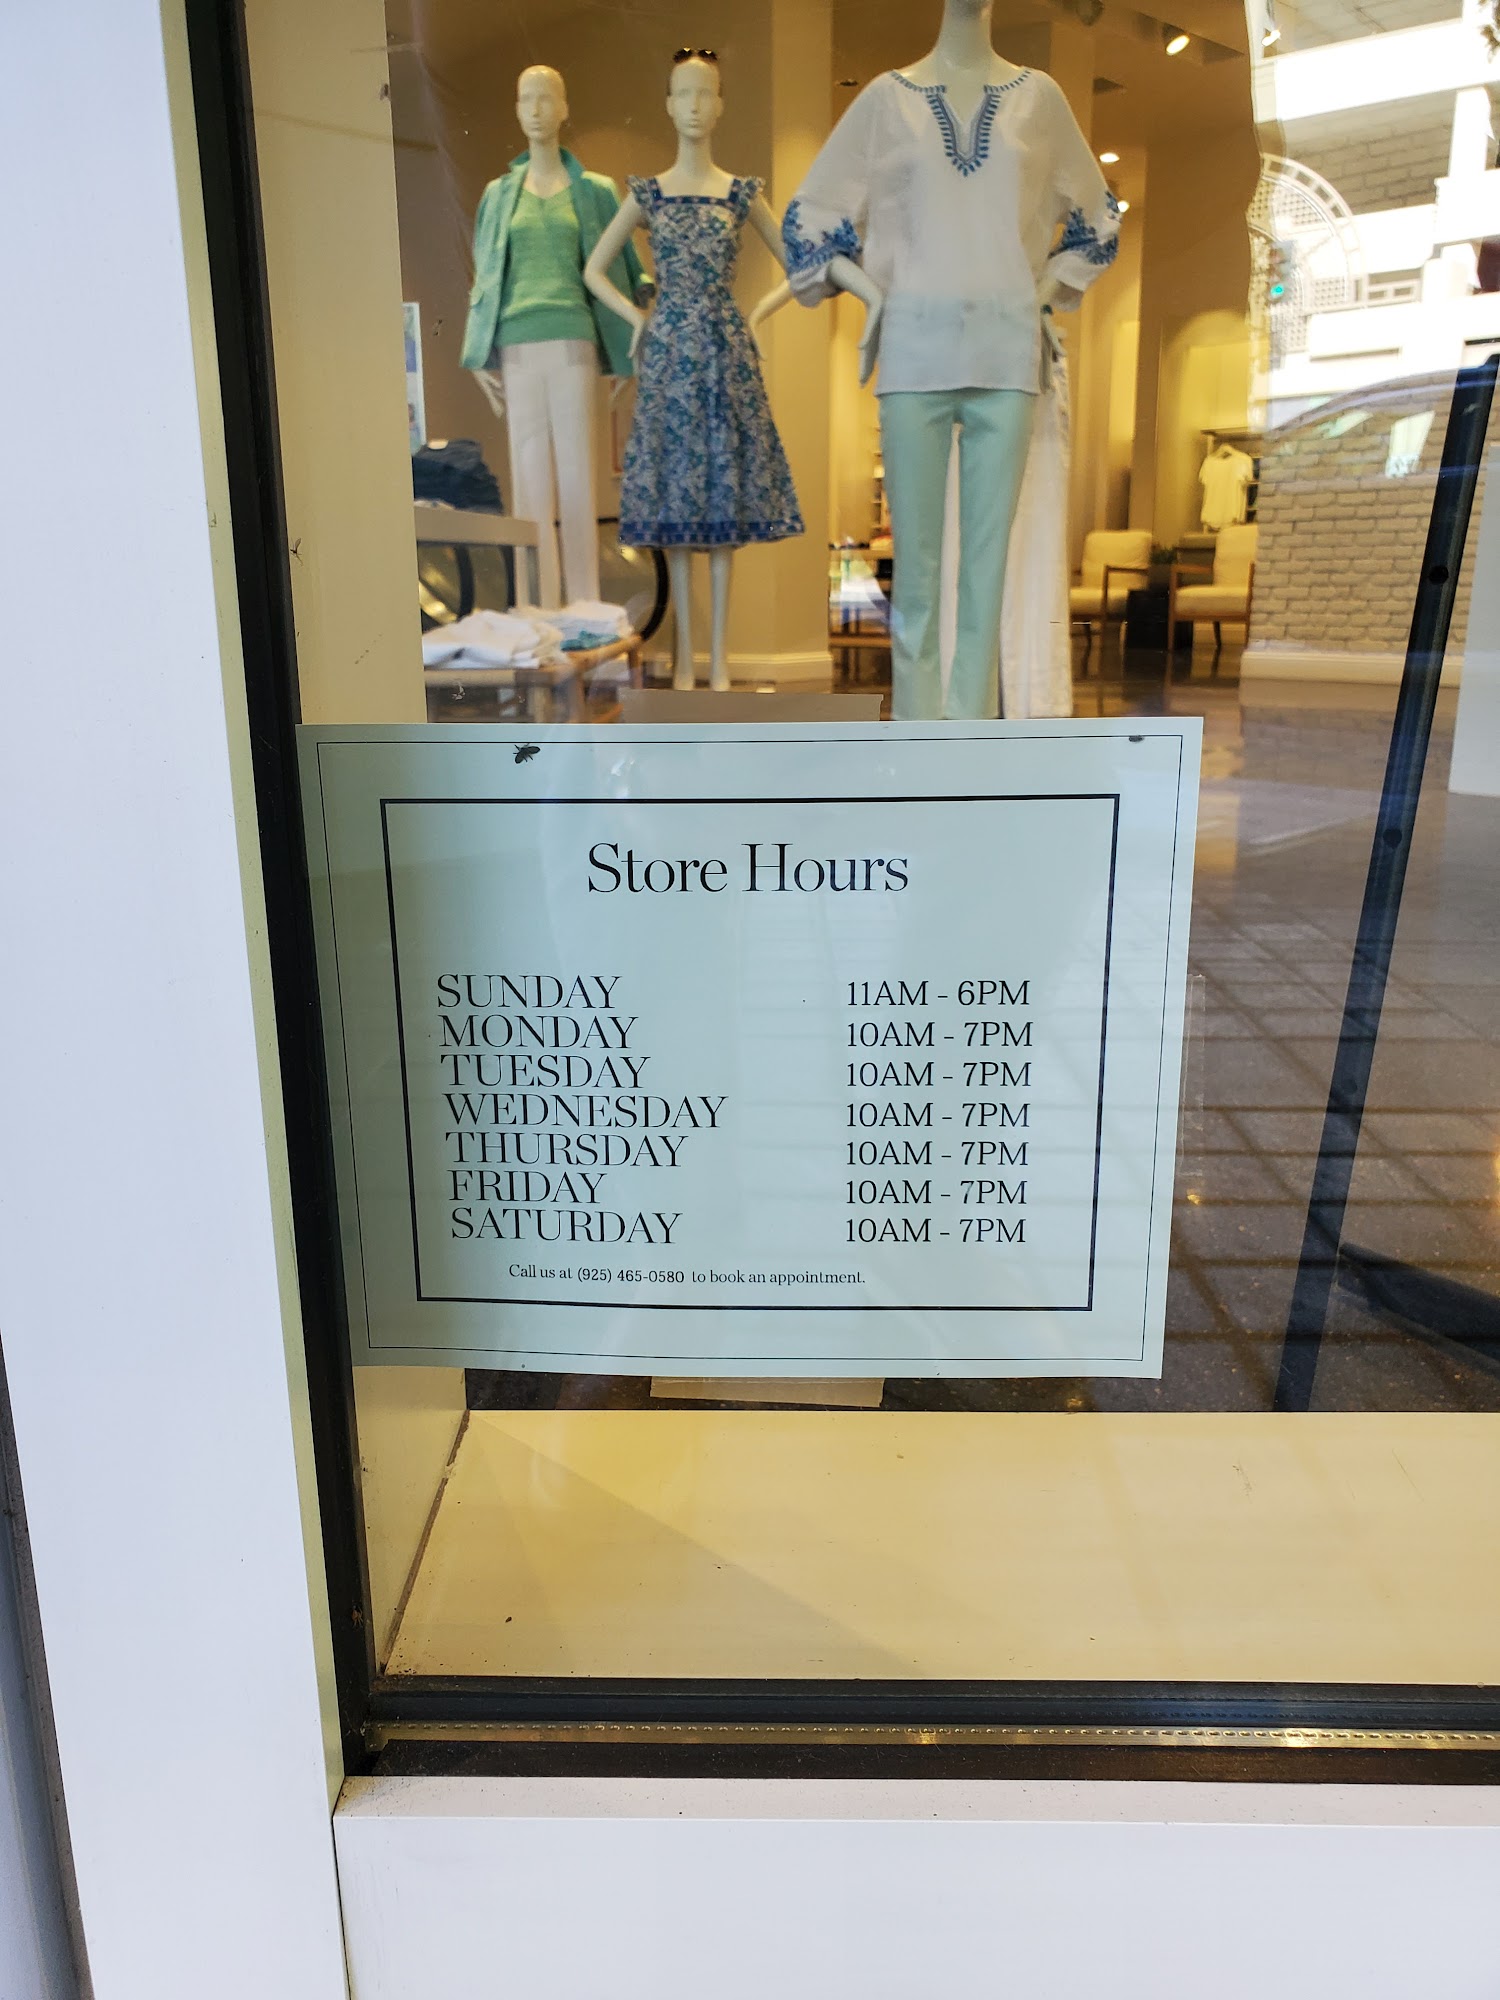 Store Hours
SUNDAY 11AM - 6PM
MONDAY 10AM - 7PM
TUESDAY 10AM - 7PM
WEDNESDAY 10AM - 7PM
THURSDAY 10AM - 7PM
FRIDAY 10AM - 7PM
SATURDAY 10AM - 7PM
Call us at (925) 465-0580 to book an appointment.